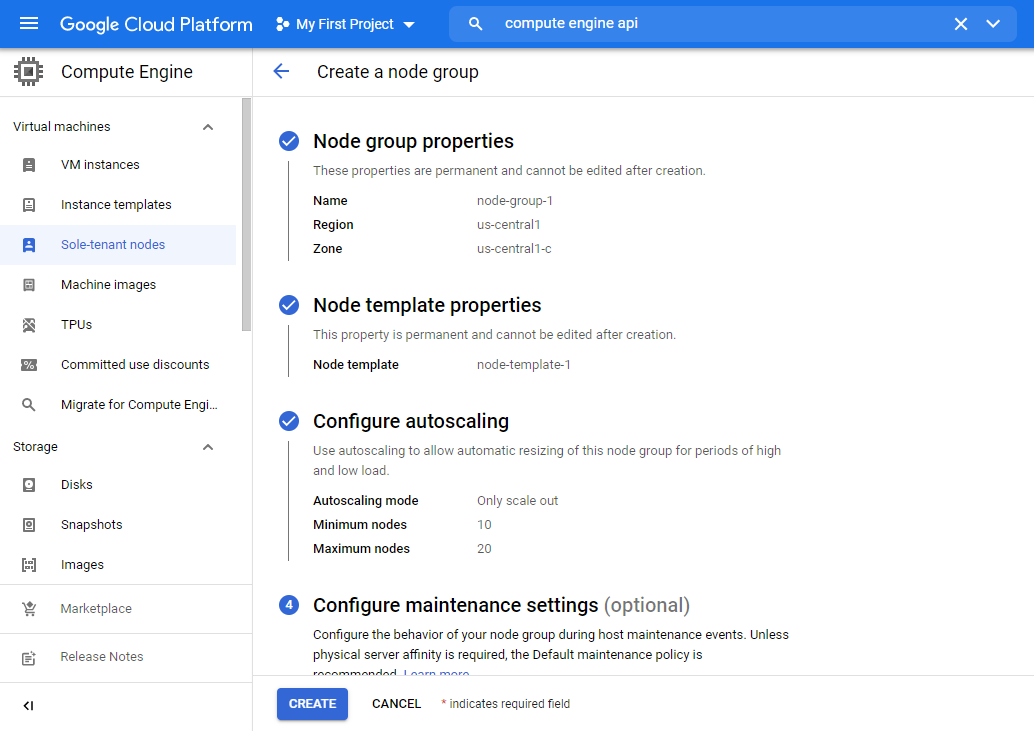 Google Cloud Platform
My First Project
compute engine api
Compute Engine
Create a node group
Virtual machines
VM instances
Instance templates
Sole-tenant nodes
Machine images
TPUs
Committed use discounts
Migrate for Compute Engi...
Storage
Disks
Snapshots
Images
Marketplace
Release Notes
Node group properties
These properties are permanent and cannot be edited after creation.
Name node-group-1
Region us-central1
Zone us-central1-c
Node template properties
This property is permanent and cannot be edited after creation.
Node template node-template-1
Configure autoscaling
Use autoscaling to allow automatic resizing of this node group for periods of high
and low load.
Autoscaling mode Only scale out
Minimum nodes 10
Maximum nodes 20
4 Configure maintenance settings (optional)
Configure the behavior of your node group during host maintenance events. Unless
physical server affinity is required, the Default maintenance policy is
recommended. Learn more
CREATE CANCEL * indicates required field